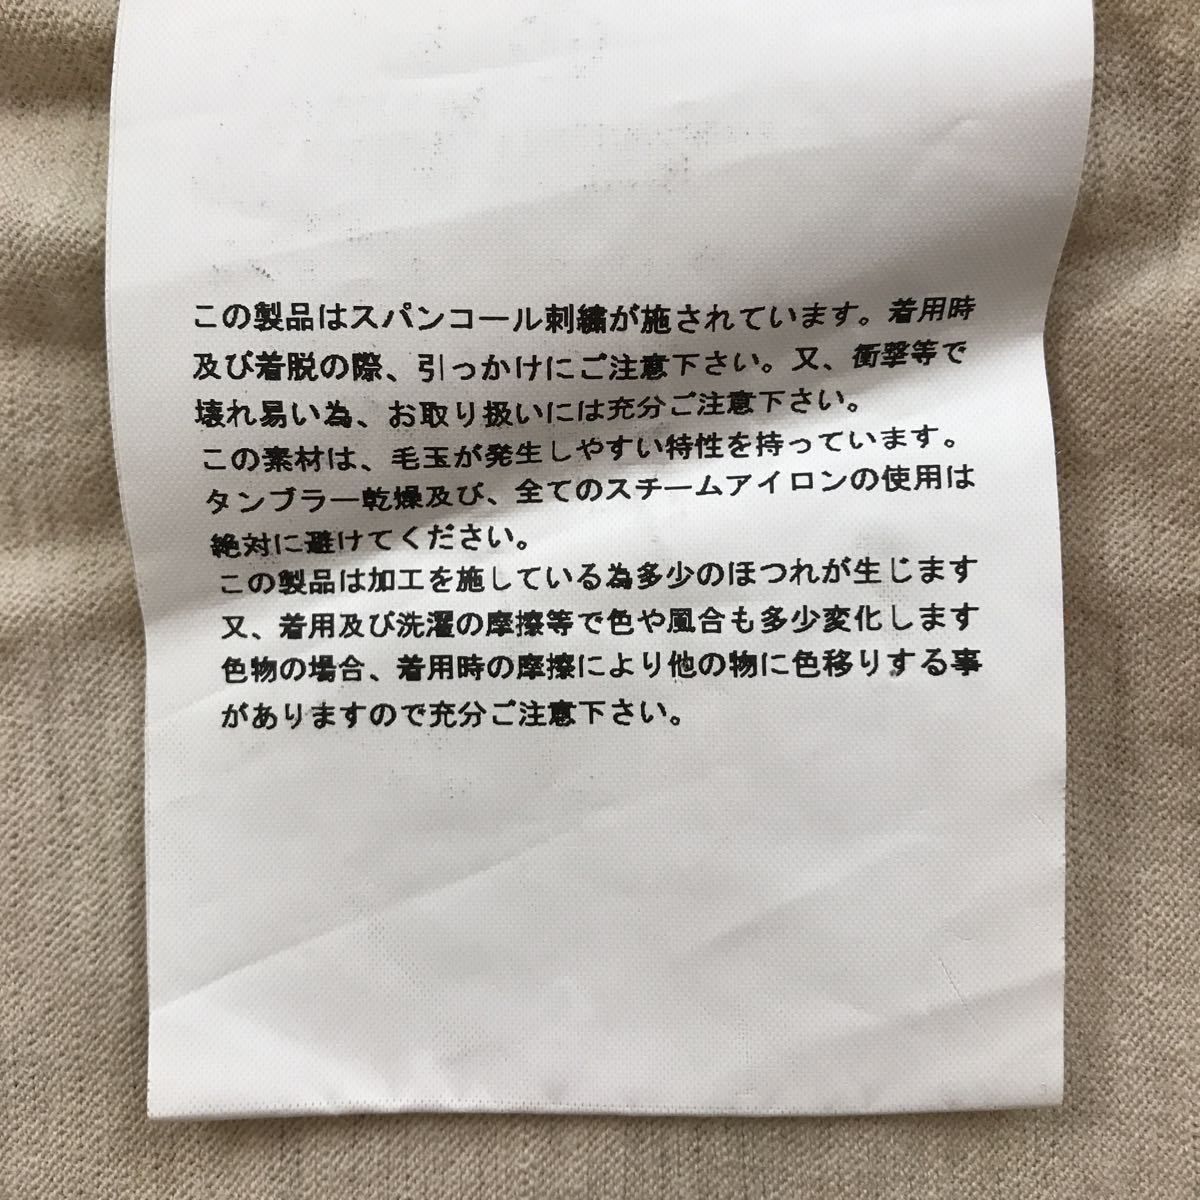 この製品はスパンコール刺繍が施されています。着用時
及び着脱の際、引っかけにご注意下さい。又、衝撃等で
壊れ易い為、お取り扱いには充分ご注意下さい。
この素材は、毛玉が発生しやすい特性を持っています。
タンブラー乾燥及び、全てのスチームアイロンの使用は
絶対に避けてください。
この製品は加工を施している為多少のほつれが生じます
又、着用及び洗濯の摩擦等で色や風合も多少変化します
色物の場合、着用時の摩擦により他の物に色移りする事
がありますので充分ご注意下さい。